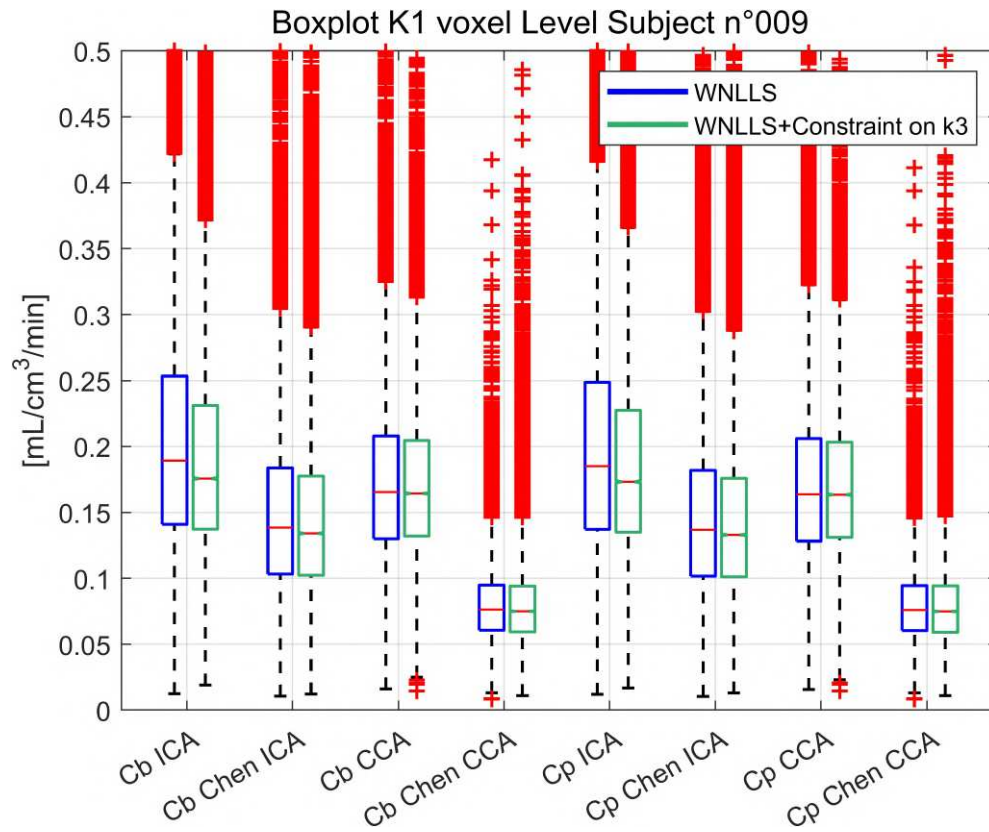 Boxplot K1 voxel Level Subject n°009
WNLLS
WNLLS+Constraint on k3
[mL/cm³/min]
0.5
0.45
0.4
0.35
0.3
0.25
0.2
0.15
0.1
0.05
0
Cb ICA
Cb Chen ICA
Cb CCA
Cb Chen CCA
Cp ICA
Cp Chen ICA
Cp CCA
Cp Chen CCA